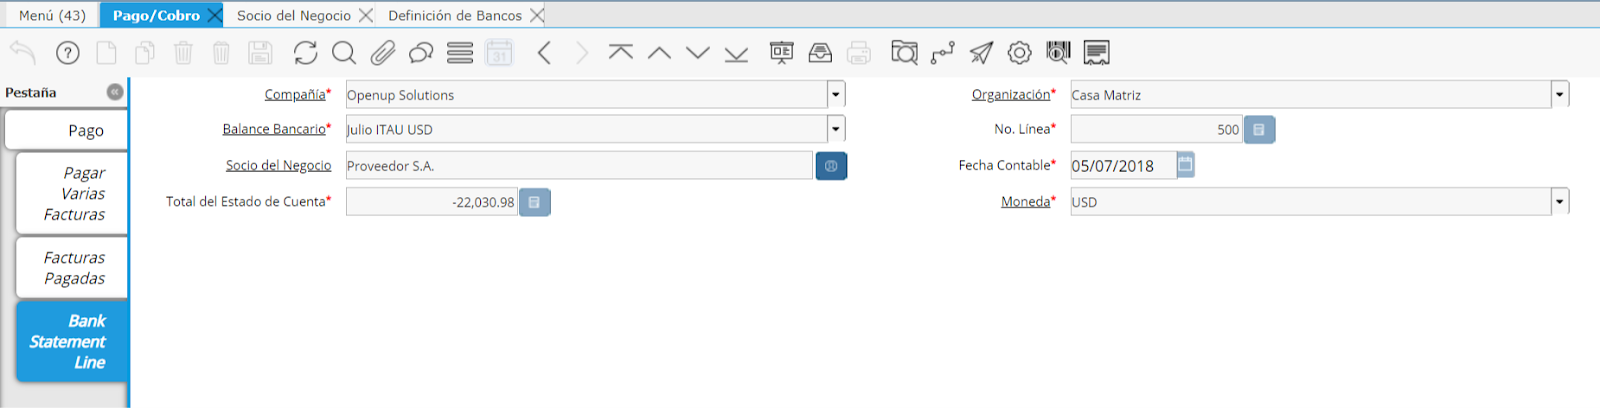 Menú (43) Pago/Cobro Socio del Negocio Definición de Bancos
31
Pestaña
Pago
Pagar
Varias
Facturas
Facturas
Pagadas
Bank
Statement
Line
Compañía* Openup Solutions Organización* Casa Matriz
Balance Bancario* Julio ITAU USD No. Línea* 500
Socio del Negocio Proveedor S.A. Fecha Contable* 05/07/2018
Total del Estado de Cuenta* -22,030.98 Moneda* USD